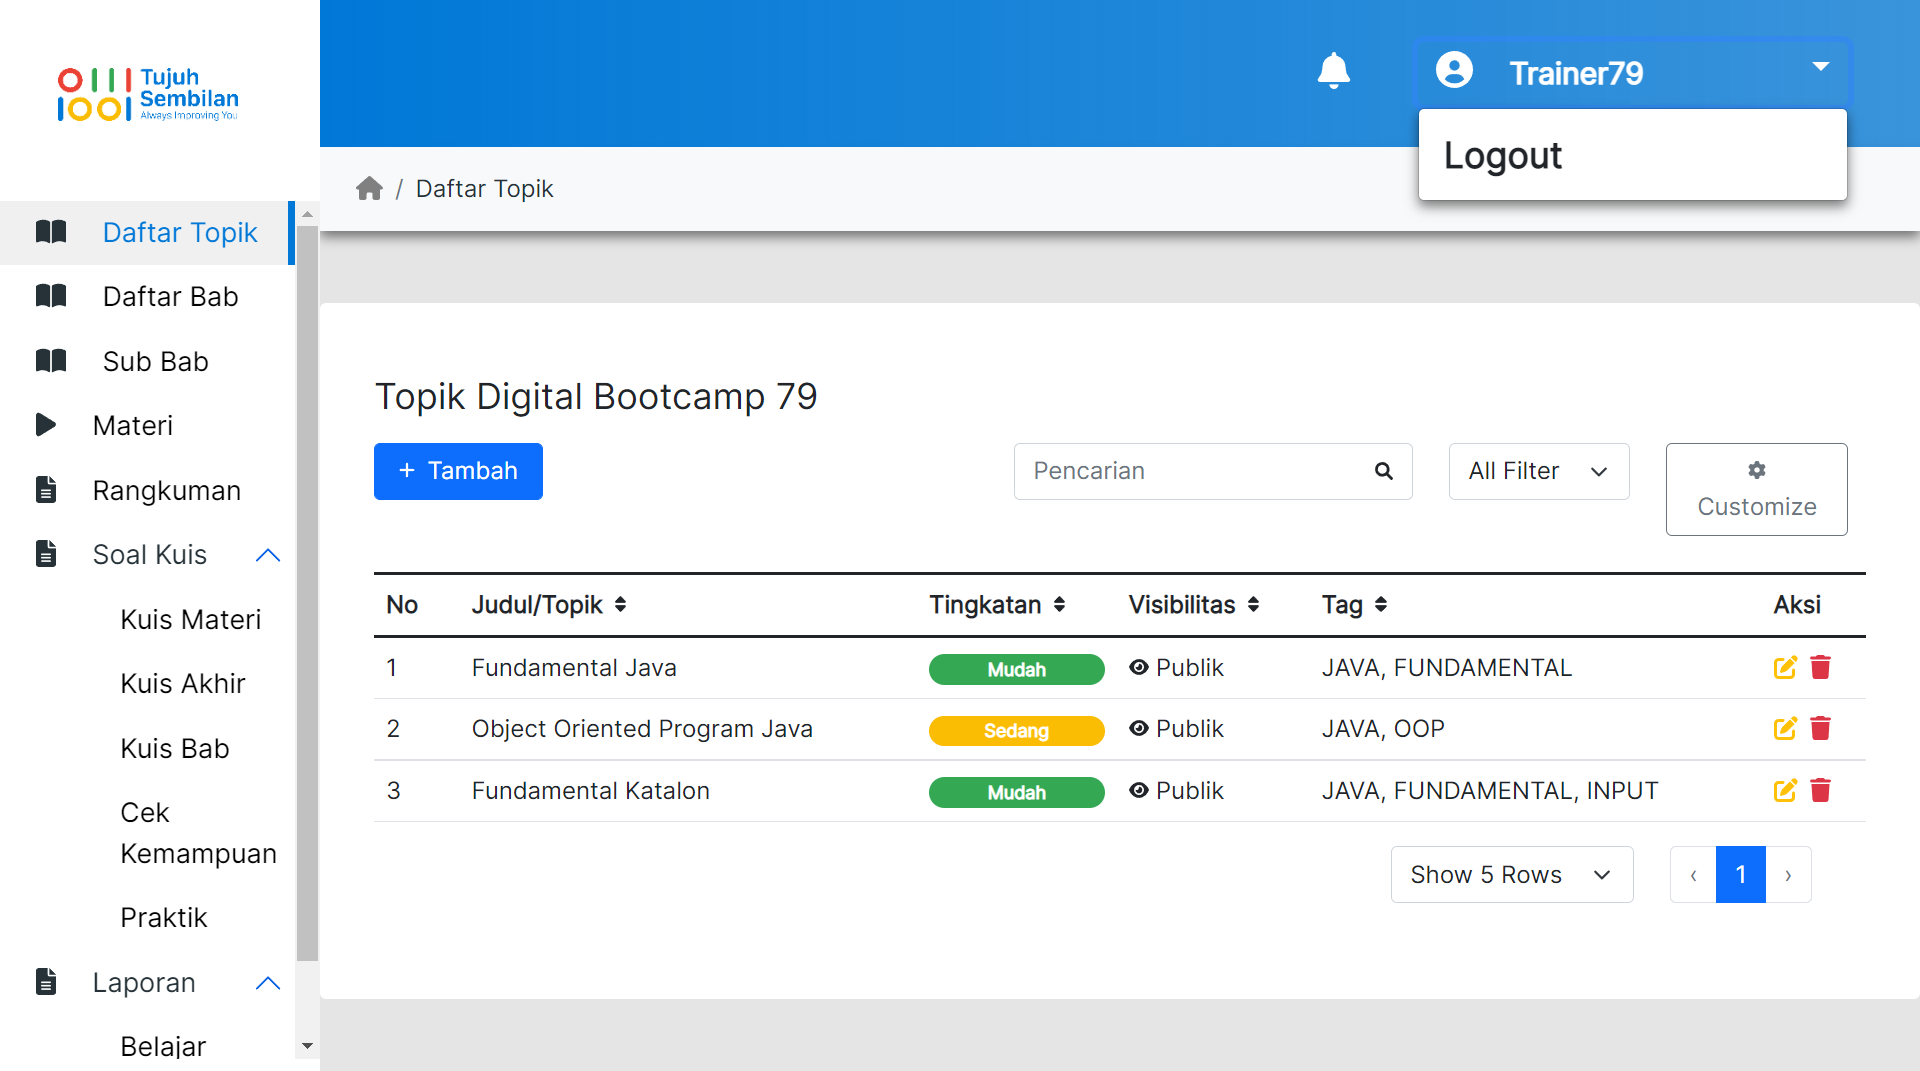 Tujuh
Sembilan
Always Improving You
Trainer79
Logout
/ Daftar Topik
Daftar Topik
Daftar Bab
Sub Bab
Materi
Rangkuman
Soal Kuis
Kuis Materi
Kuis Akhir
Kuis Bab
Cek
Kemampuan
Praktik
Laporan
Belajar
Topik Digital Bootcamp 79
+ Tambah
Pencarian
All Filter
Customize
No Judul/Topik Tingkatan Visibilitas Tag Aksi
1 Fundamental Java Mudah Publik JAVA, FUNDAMENTAL
2 Object Oriented Program Java Sedang Publik JAVA, OOP
3 Fundamental Katalon Mudah Publik JAVA, FUNDAMENTAL, INPUT
Show 5 Rows ‹ 1 ›